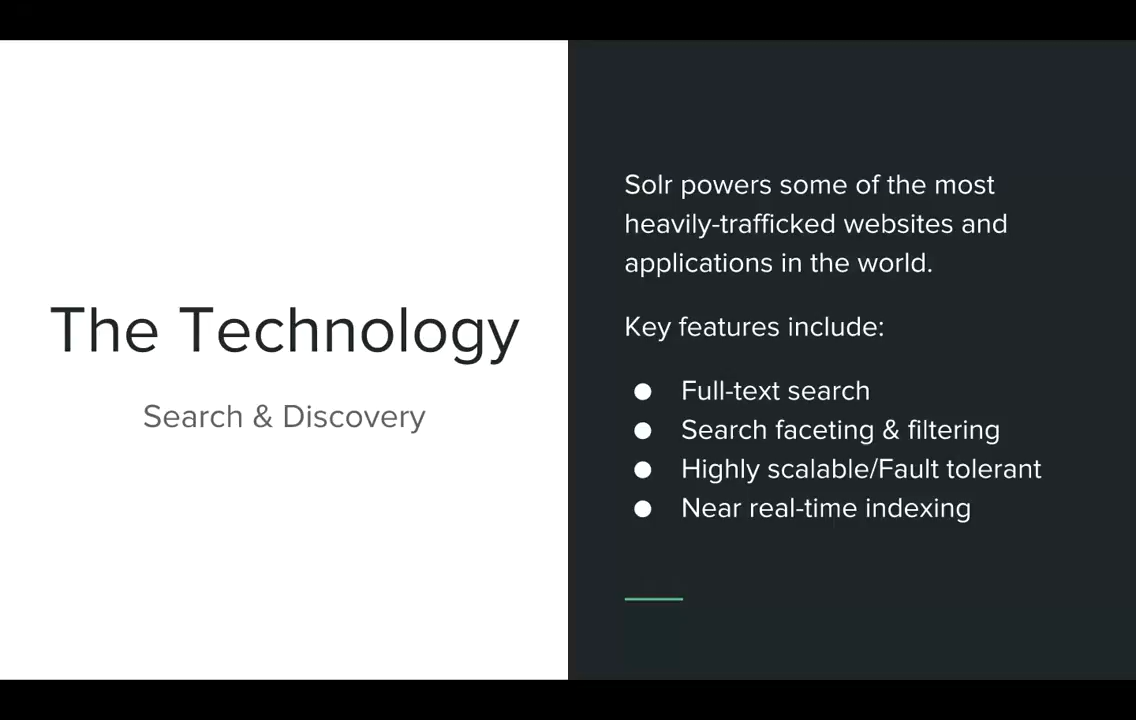 The Technology
Search & Discovery
Solr powers some of the most
heavily-trafficked websites and
applications in the world.
Key features include:
● Full-text search
● Search faceting & filtering
● Highly scalable/Fault tolerant
● Near real-time indexing